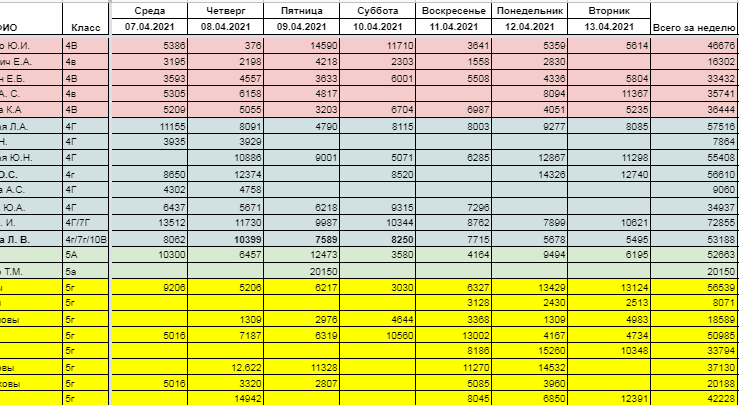 Среда Четверг Пятница Суббота Воскресенье Понедельник Вторник
ФИО Класс 07.04.2021 08.04.2021 09.04.2021 10.04.2021 11.04.2021 12.04.2021 13.04.2021 Всего за неделю
о Ю.И. 4В 5386 376 14590 11710 3641 5359 5614 46676
ич Е.А. 4в 3195 2198 4218 2303 1558 2830 16302
н Е.Б. 4В 3593 4557 3633 6001 5508 4336 5804 33432
А. С. 4в 5305 6158 4817 8094 11367 35741
а К.А 4В 5209 5055 3203 6704 6987 4051 5235 36444
ая Л.А. 4Г 11155 8091 4790 8115 8003 9277 8085 57516
Н. 4Г 3935 3929 7864
ая Ю.Н. 4Г 10886 9001 5071 6285 12867 11298 55408
О.С. 4г 8650 12374 8520 14326 12740 56610
а А.С. 4Г 4302 4758 9060
Ю.А. 4Г 6437 5671 6218 9315 7296 34937
. И. 4Г/7Г 13512 11730 9987 10344 8762 7899 10621 72855
а Л. В. 4г/7г/10В 8062 10399 7589 8250 7715 5678 5495 53188
5А 10300 6457 12473 3580 4164 9494 6195 52663
о Т.М. 5а 20150 20150
ы 5г 9206 5206 6217 3030 6327 13429 13124 56539
5г 3128 2430 2513 8071
ловы 5г 1309 2976 4644 3368 1309 4983 18589
5г 5016 7187 6319 10560 13002 4167 4734 50985
5г 8186 15260 10348 33794
овы 5г 12.622 11328 11270 14532 37130
ковы 5г 5016 3320 2807 5085 3960 20188
5г 14942 8045 6850 12391 42228